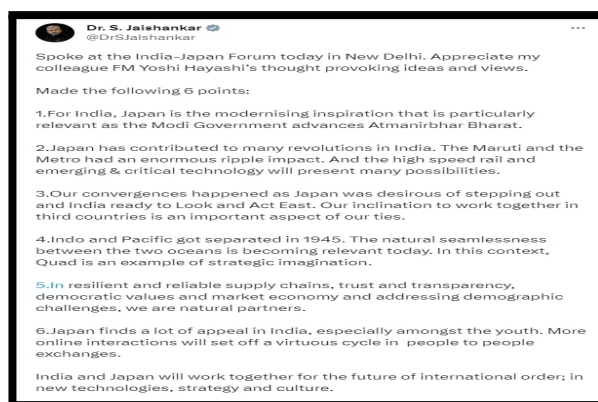 Dr. S. Jaishankar
@DrSJaishankar
Spoke at the India-Japan Forum today in New Delhi. Appreciate my
colleague FM Yoshi Hayashi's thought provoking ideas and views.
Made the following 6 points:
1.For India, Japan is the modernising inspiration that is particularly
relevant as the Modi Government advances Atmanirbhar Bharat.
2.Japan has contributed to many revolutions in India. The Maruti and the
Metro had an enormous ripple impact. And the high speed rail and
emerging & critical technology will present many possibilities.
3.Our convergences happened as Japan was desirous of stepping out
and India ready to Look and Act East. Our inclination to work together in
third countries is an important aspect of our ties.
4.Indo and Pacific got separated in 1945. The natural seamlessness
between the two oceans is becoming relevant today. In this context,
Quad is an example of strategic imagination.
5.In resilient and reliable supply chains, trust and transparency,
democratic values and market economy and addressing demographic
challenges, we are natural partners.
6.Japan finds a lot of appeal in India, especially amongst the youth. More
online interactions will set off a virtuous cycle in people to people
exchanges.
India and Japan will work together for the future of international order; in
new technologies, strategy and culture.